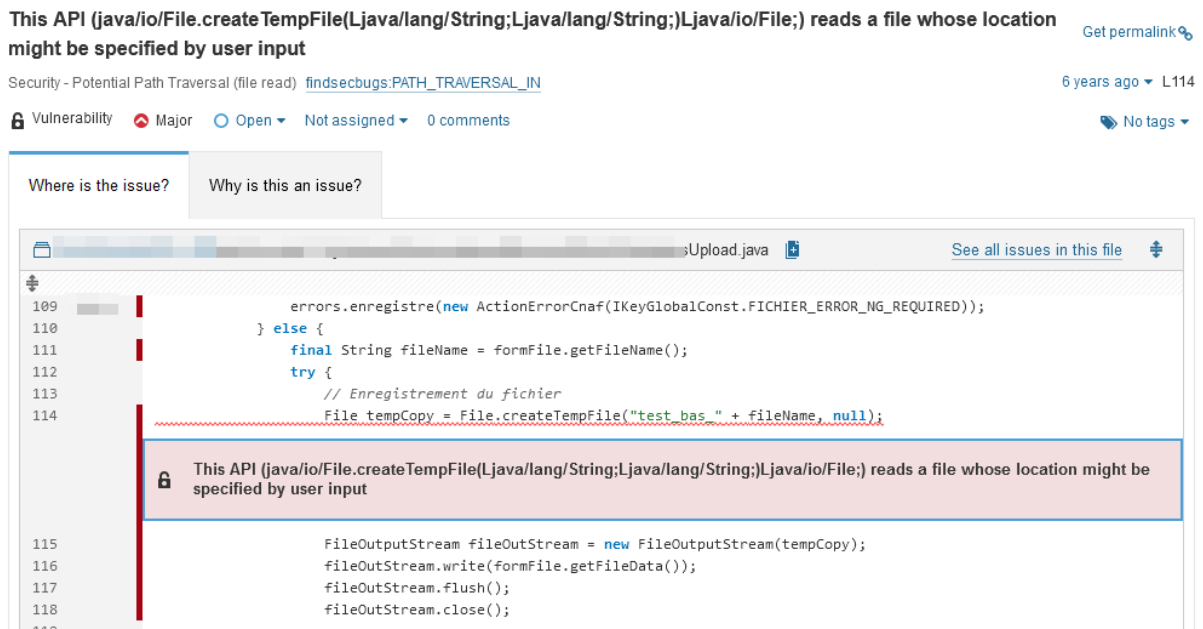 This API (java/io/File.createTempFile(Ljava/lang/String;Ljava/lang/String;)Ljava/io/File;) reads a file whose location
might be specified by user input
Get permalink
Security - Potential Path Traversal (file read) findsecbugs:PATH_TRAVERSAL_IN
6 years ago L114
Vulnerability Major Open Not assigned 0 comments
No tags
Where is the issue? Why is this an issue?
sUpload.java See all issues in this file
109 errors.enregistre(new ActionErrorCnaf(IKeyGlobalConst.FICHIER_ERROR_NG_REQUIRED));
110 } else {
111 final String fileName = formFile.getFileName();
112 try {
113 // Enregistrement du fichier
114 File tempCopy = File.createTempFile("test_bas_" + fileName, null);
This API (java/io/File.createTempFile(Ljava/lang/String;Ljava/lang/String;)Ljava/io/File;) reads a file whose location might be
specified by user input
115 FileOutputStream fileOutStream = new FileOutputStream(tempCopy);
116 fileOutStream.write(formFile.getFileData());
117 fileOutStream.flush();
118 fileOutStream.close();